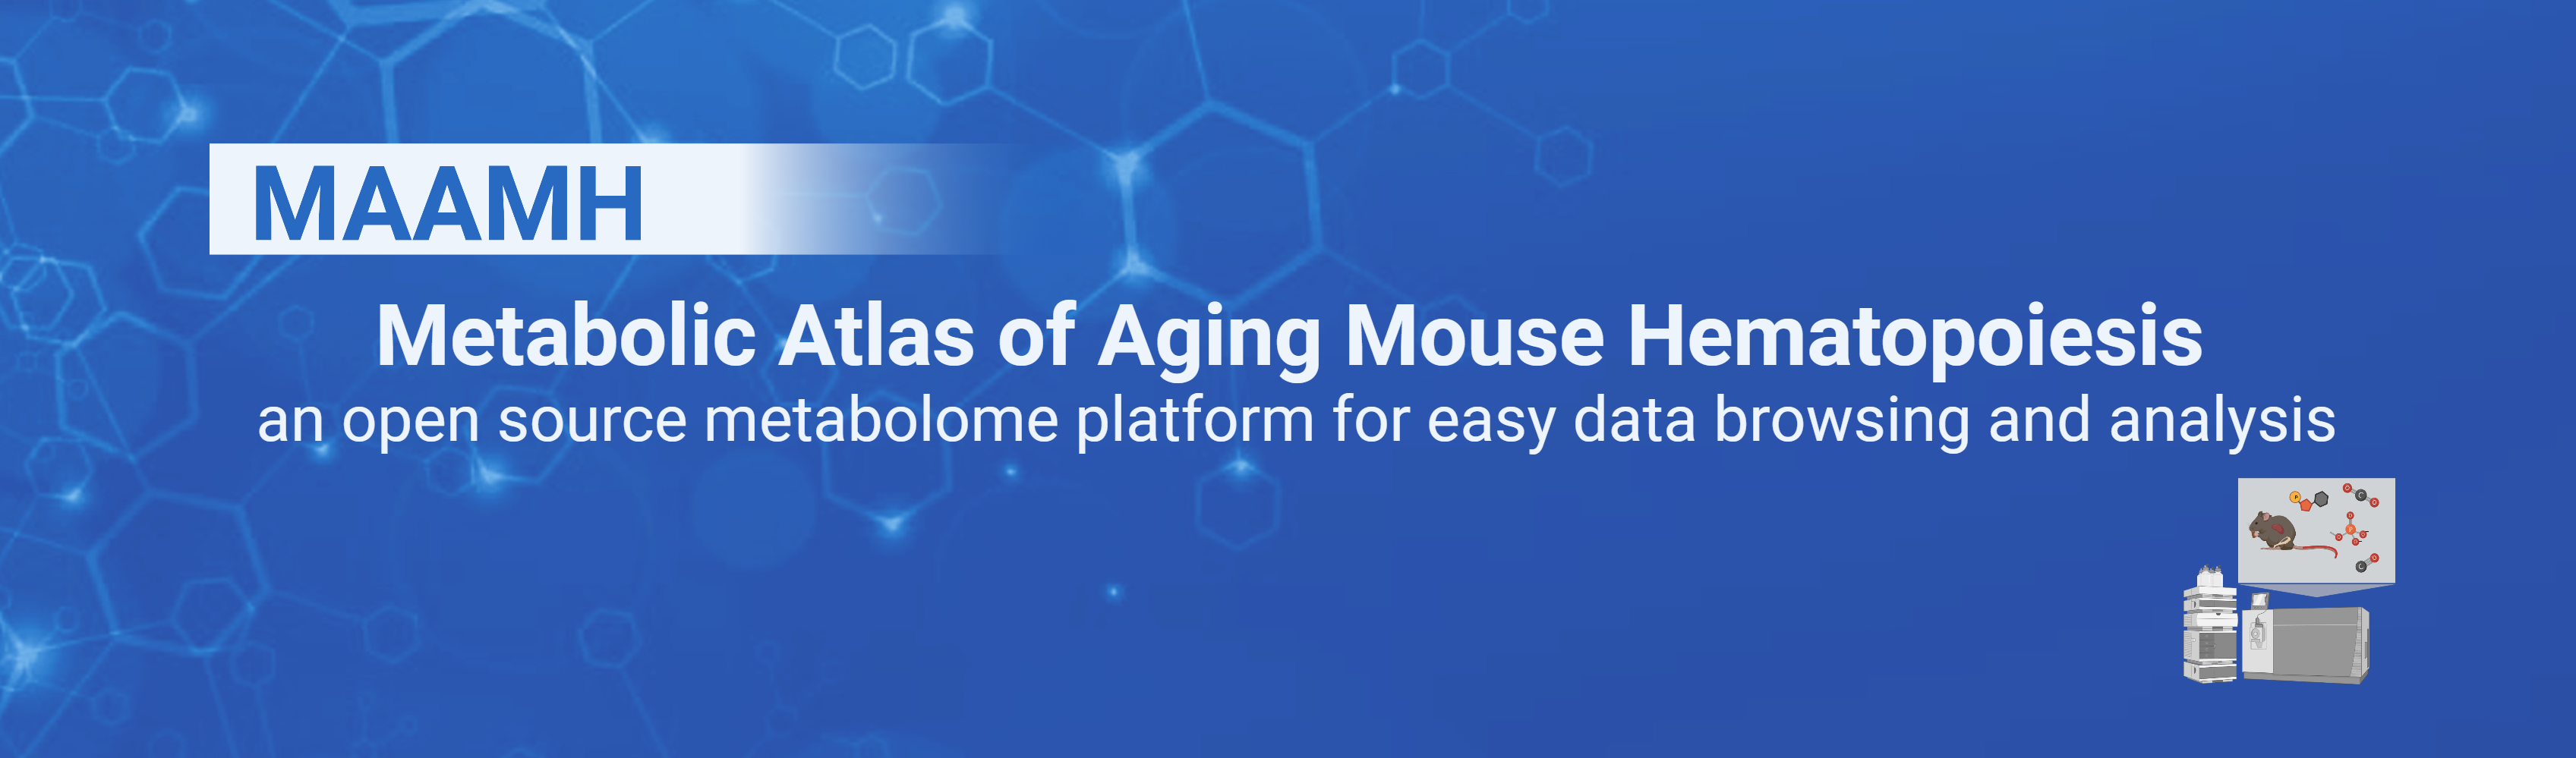 MAAMH
Metabolic Atlas of Aging Mouse Hematopoiesis
an open source metabolome platform for easy data browsing and analysis